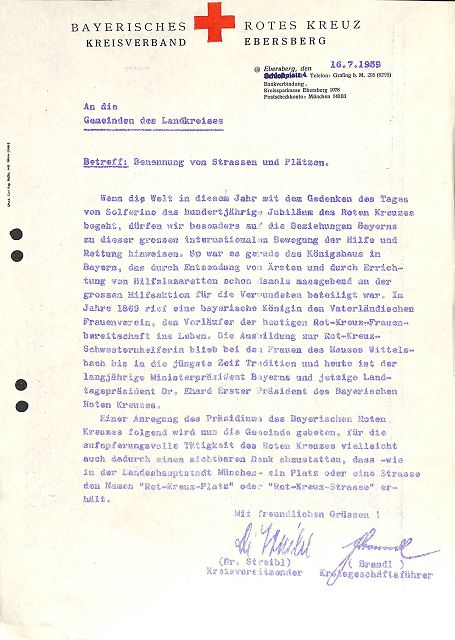 BAYERISCHES ROTES KREUZ
KREISVERBAND EBERSBERG
Ebersberg, den 16.7.1959
Telefon: Grafing b. M. 295 (8275)
Bankverbindung:
Kreissparkasse Ebersberg 1078
Postscheckkonto: München 14003
An die
Gemeinden des Landkreises
Betreff: Benennung von Strassen und Plätzen.
Wenn die Welt in diesem Jahr mit dem Gedenken des Tages
von Solferino das hundertjährige Jubiläum des Roten Kreuzes
begeht, dürfen wir besonders auf die Beziehungen Bayerns
zu dieser grossen internationalen Bewegung der Hilfe und
Rettung hinweisen. So war es gerade das Königshaus in
Bayern, das durch Entsendung von Ärzten und durch Errich-
tung von Hilfslazaretten schon damals massgebend an der
grossen Hilfsaktion für die Verwundeten beteiligt war. Im
Jahre 1869 rief eine bayerische Königin den Vaterländischen
Frauenverein, den Vorläufer der heutigen Rot-Kreuz-Frauen-
bereitschaft ins Leben. Die Ausbildung zur Rot-Kreuz-
Schwesternhelferin blieb bei den Frauen des Hauses Wittels-
bach bis in die jüngste Zeit Tradition und heute ist der
langjährige Ministerpräsident Bayerns und jetzige Land-
tagspräsident Dr. Ehard Erster Präsident des Bayerischen
Roten Kreuzes.
Einer Anregung des Präsidiums des Bayerischen Roten
Kreuzes folgend wird nun die Gemeinde gebeten, für die
aufopferungsvolle Tätigkeit des Roten Kreuzes vielleicht
auch dadurch einen sichtbaren Dank abzustatten, dass -wie
in der Landeshauptstadt München- ein Platz oder eine Strasse
den Namen "Rot-Kreuz-Platz" oder "Rot-Kreuz-Strasse" er-
hält.
Mit freundlichen Grüssen !
(Dr. Streibl) ( Brandl )
Kreisvorsitzender Kreisgeschäftsführer